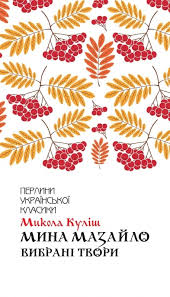 ПЕРЛИНИ
УКРАЇНСЬКОЇ
КЛАСИКИ
Микола Куліш
МИНА МАЗАЙЛО
ВИБРАНІ ТВОРИ